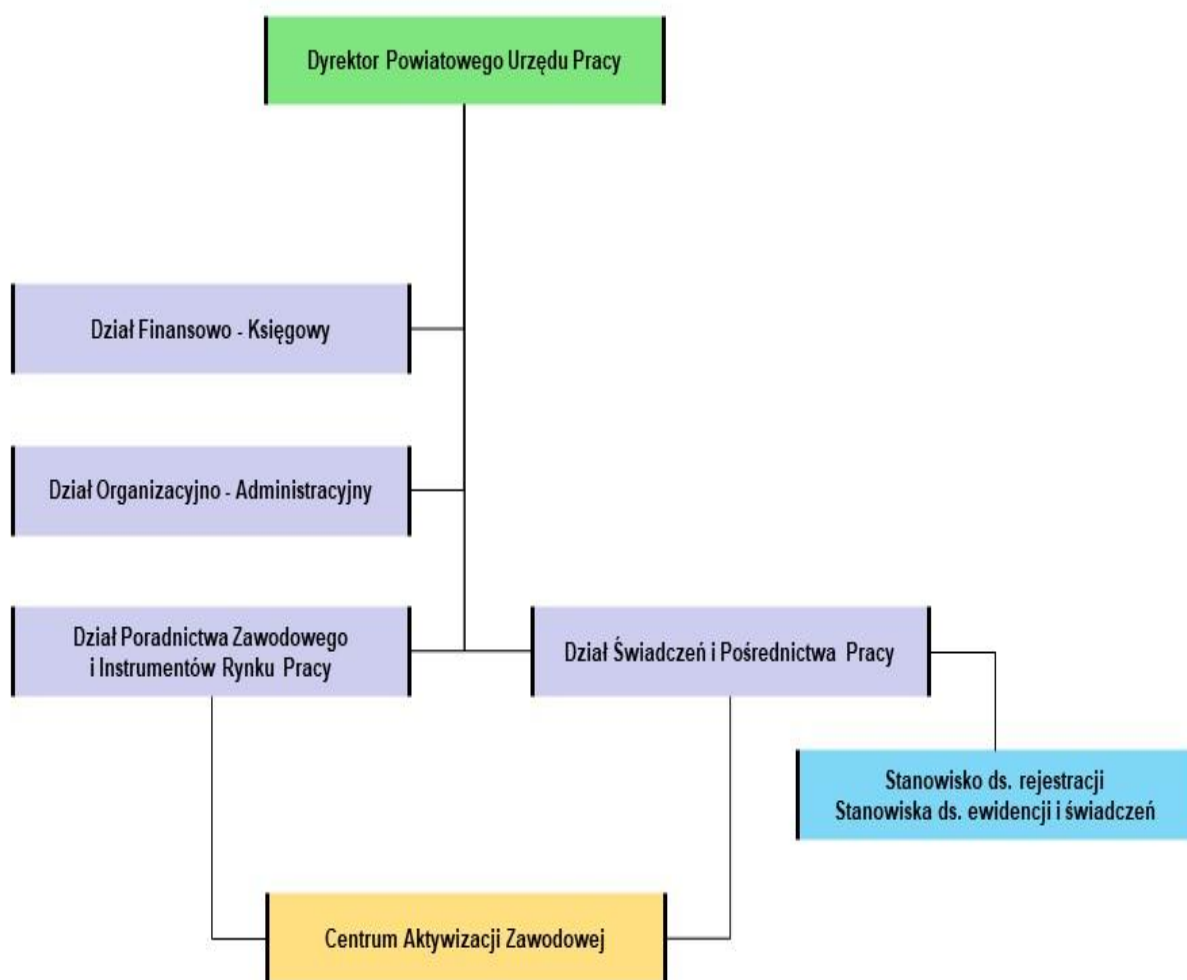 Dyrektor Powiatowego Urzędu Pracy
Dział Finansowo - Księgowy
Dział Organizacyjno - Administracyjny
Dział Poradnictwa Zawodowego
i Instrumentów Rynku Pracy
Dział Świadczeń i Pośrednictwa Pracy
Stanowisko ds. rejestracji
Stanowiska ds. ewidencji i świadczeń
Centrum Aktywizacji Zawodowej